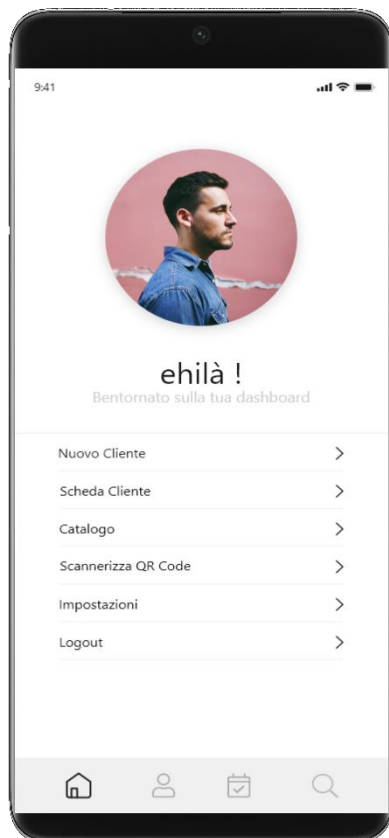 9:41
ehilà !
Bentornato sulla tua dashboard
Nuovo Cliente
Scheda Cliente
Catalogo
Scannerizza QR Code
Impostazioni
Logout